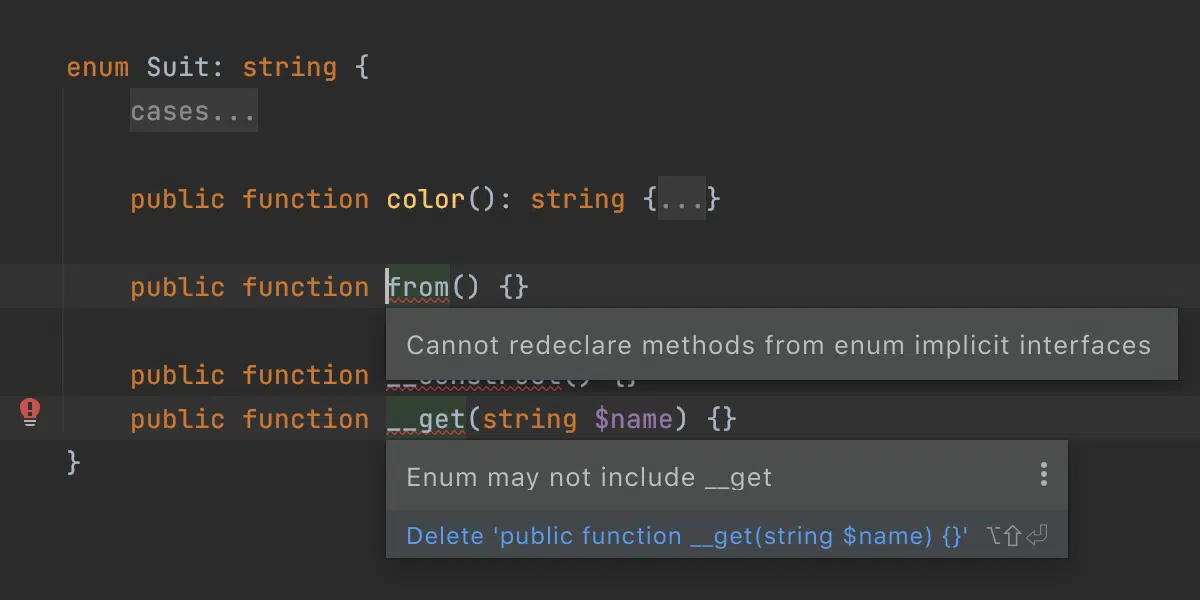 enum Suit: string {
cases...
public function color(): string {...}
public function from() {}
Cannot redeclare methods from enum implicit interfaces
public function __construct() {}
public function __get(string $name) {}
}
Enum may not include __get
Delete 'public function __get(string $name) {}' ⌥⇧⏎